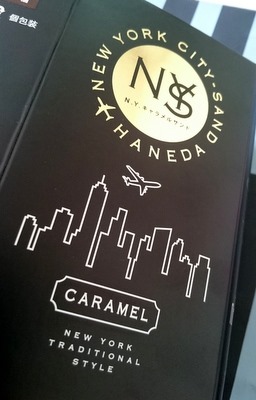 個包装
NEW YORK CITY-SAND
HANEDA
NYS
N.Y.キャラメルサンド
CARAMEL
NEW YORK
TRADITIONAL
STYLE